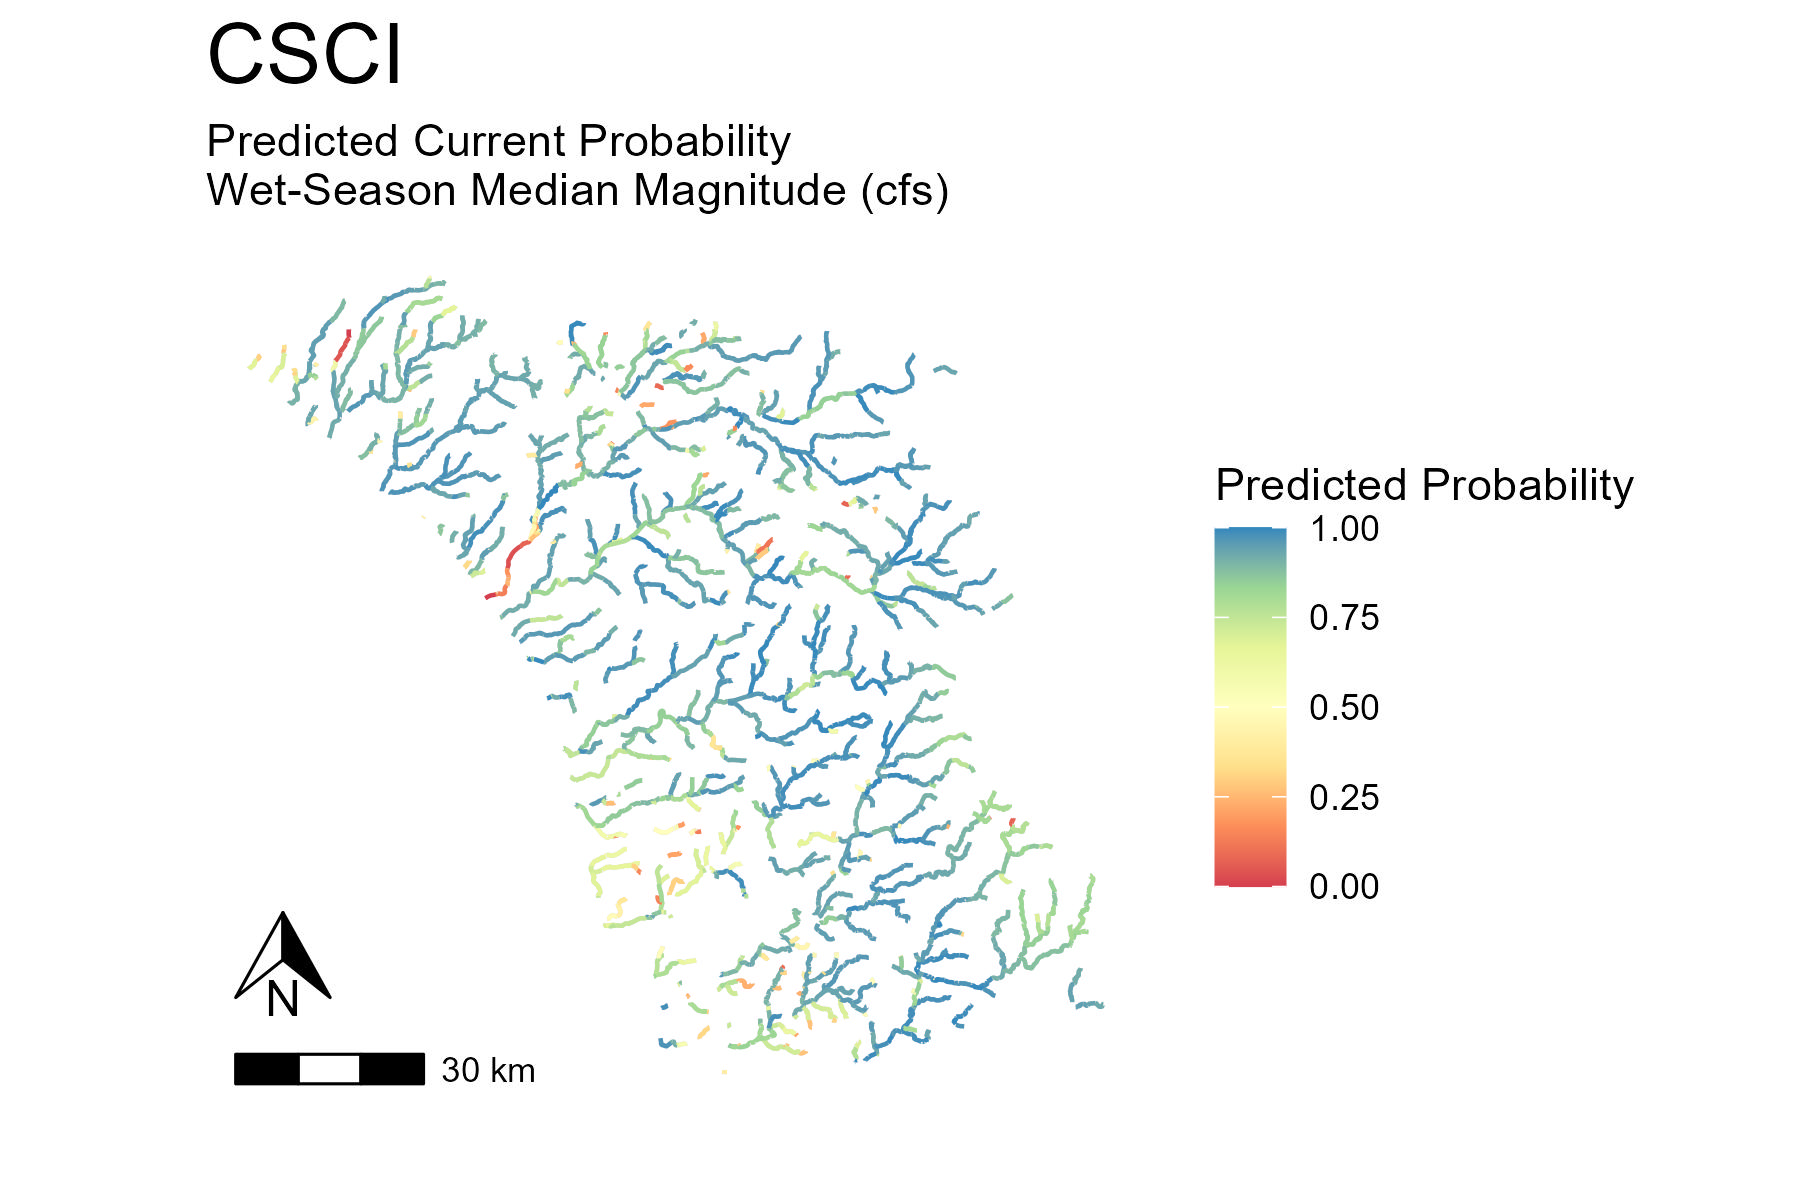 CSCI
Predicted Current Probability
Wet-Season Median Magnitude (cfs)
Predicted Probability
1.00
0.75
0.50
0.25
0.00
N
30 km